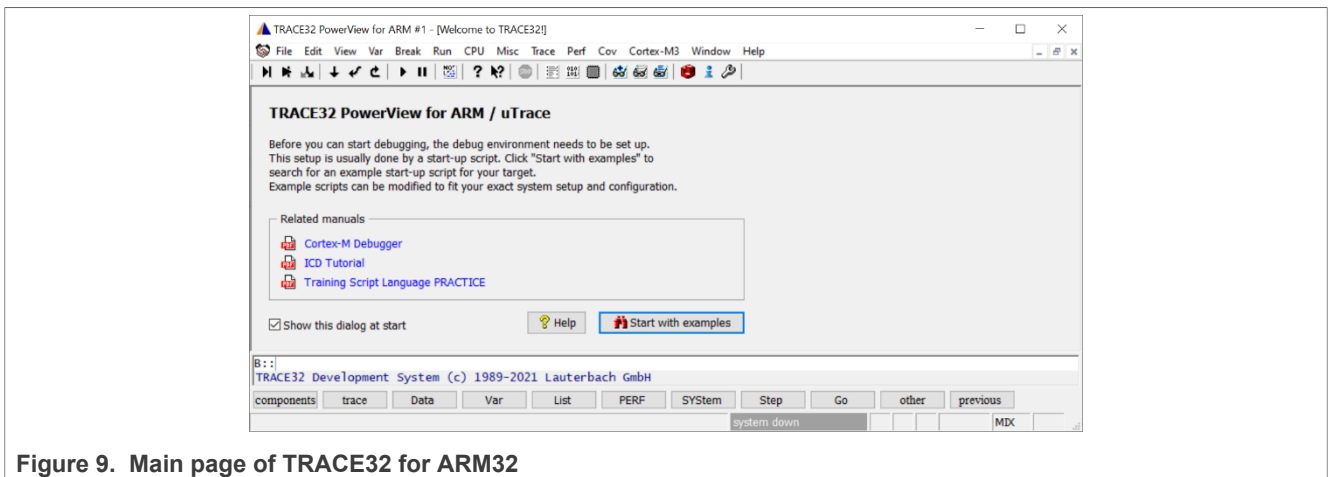 TRACE32 PowerView for ARM #1 - [Welcome to TRACE32!]
File Edit View Var Break Run CPU Misc Trace Perf Cov Cortex-M3 Window Help
TRACE32 PowerView for ARM / uTrace
Before you can start debugging, the debug environment needs to be set up.
This setup is usually done by a start-up script. Click "Start with examples" to
search for an example start-up script for your target.
Example scripts can be modified to fit your exact system setup and configuration.
Related manuals
Cortex-M Debugger
ICD Tutorial
Training Script Language PRACTICE
Show this dialog at start
Help
Start with examples
B::
TRACE32 Development System (c) 1989-2021 Lauterbach GmbH
components trace Data Var List PERF SYStem Step Go other previous
system down MIX
Figure 9. Main page of TRACE32 for ARM32